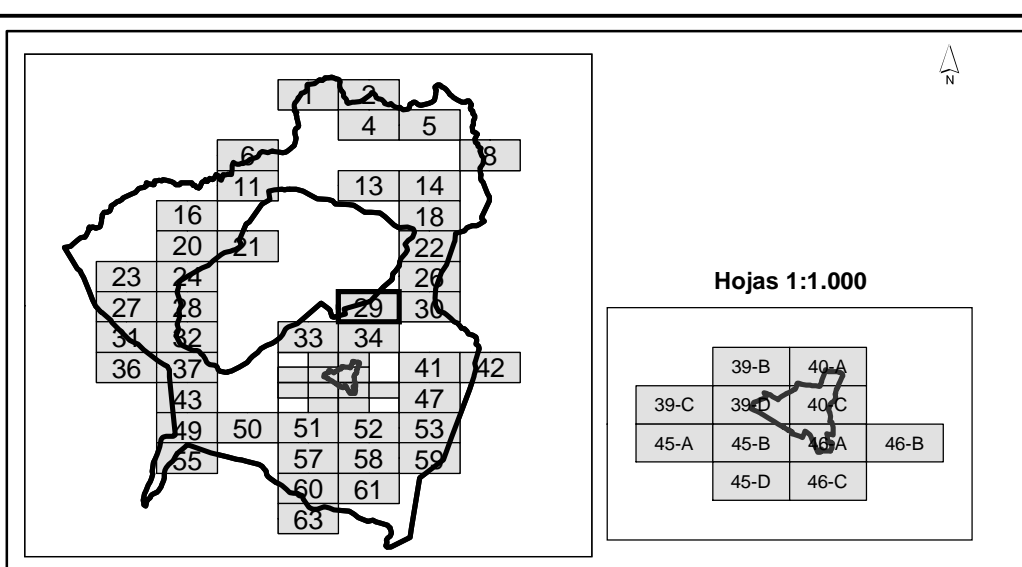 N
1 2
4 5
6 8
11 13 14
16 18
20 21 22
23 24 26
27 28 29 30
31 32 33 34
36 37 41 42
43 47
49 50 51 52 53
55 57 58 59
60 61
63
Hojas 1:1.000
39-B 40-A
39-C 39-D 40-C
45-A 45-B 46-A 46-B
45-D 46-C